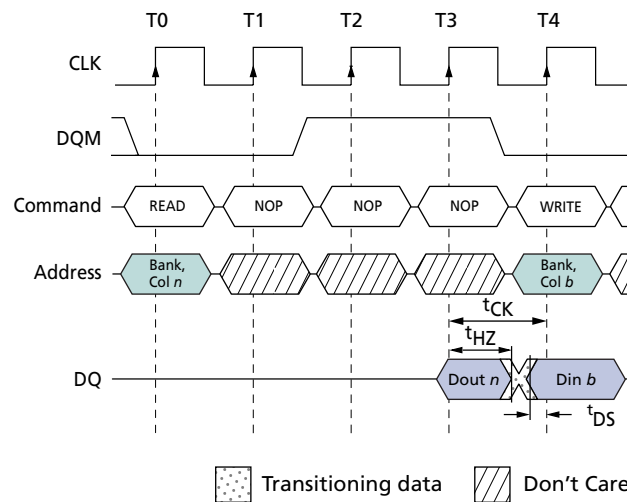 T0 T1 T2 T3 T4
CLK
DQM
Command READ NOP NOP NOP WRITE
Address Bank, Col n Bank, Col b
tCK
tHZ
DQ Dout n Din b
tDS
Transitioning data Don't Care